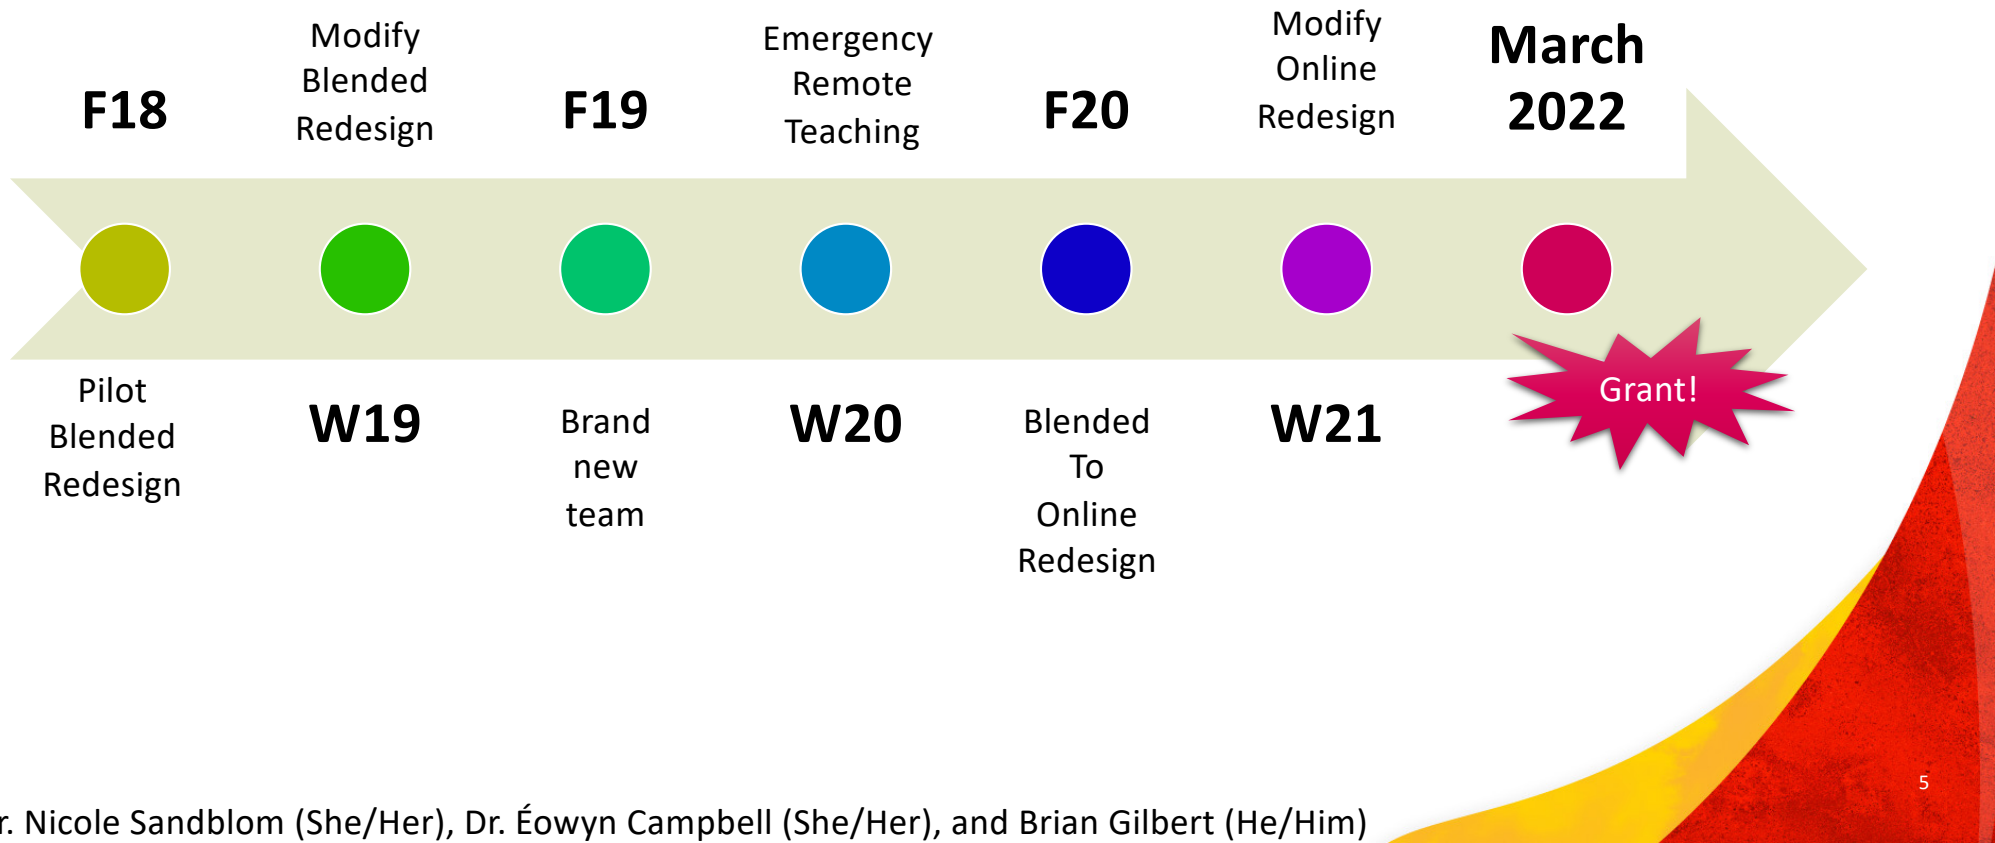 F18
Pilot
Blended
Redesign
Modify
Blended
Redesign
W19
F19
Brand
new
team
Emergency
Remote
Teaching
W20
F20
Blended
To
Online
Redesign
Modify
Online
Redesign
W21
March
2022
Grant!
5
r. Nicole Sandblom (She/Her), Dr. Éowyn Campbell (She/Her), and Brian Gilbert (He/Him)